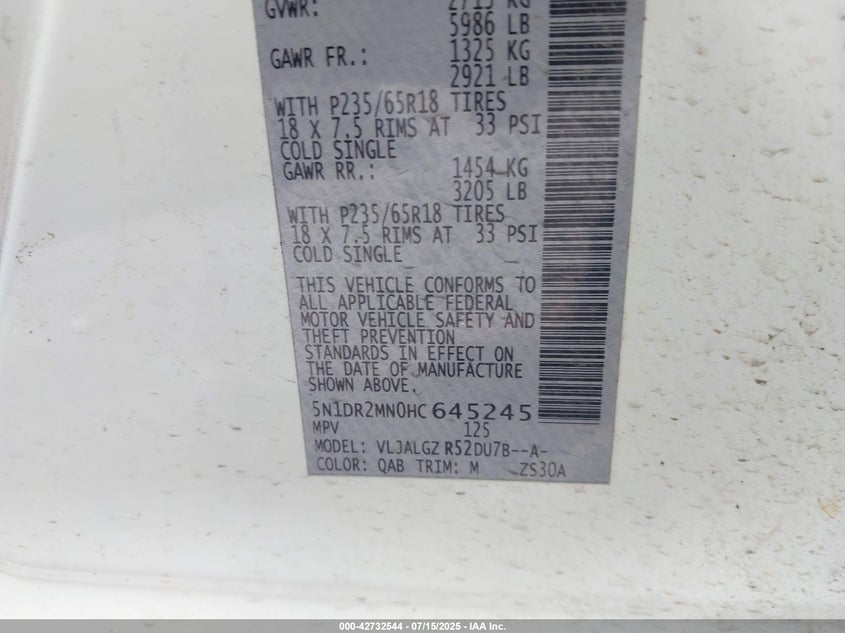 GVWR: 2715 KG
5986 LB
GAWR FR.: 1325 KG
2921 LB
WITH P235/65R18 TIRES
18 X 7.5 RIMS AT 33 PSI
COLD SINGLE
GAWR RR.: 1454 KG
3205 LB
WITH P235/65R18 TIRES
18 X 7.5 RIMS AT 33 PSI
COLD SINGLE
THIS VEHICLE CONFORMS TO
ALL APPLICABLE FEDERAL
MOTOR VEHICLE SAFETY AND
THEFT PREVENTION
STANDARDS IN EFFECT ON
THE DATE OF MANUFACTURE
SHOWN ABOVE.
5N1DR2MN0HC645245
MPV 125
MODEL: VLJALGZ R52DU7B--A-
COLOR: QAB TRIM: M ZS30A
000-42732544 - 07/15/2025 - IAA Inc.